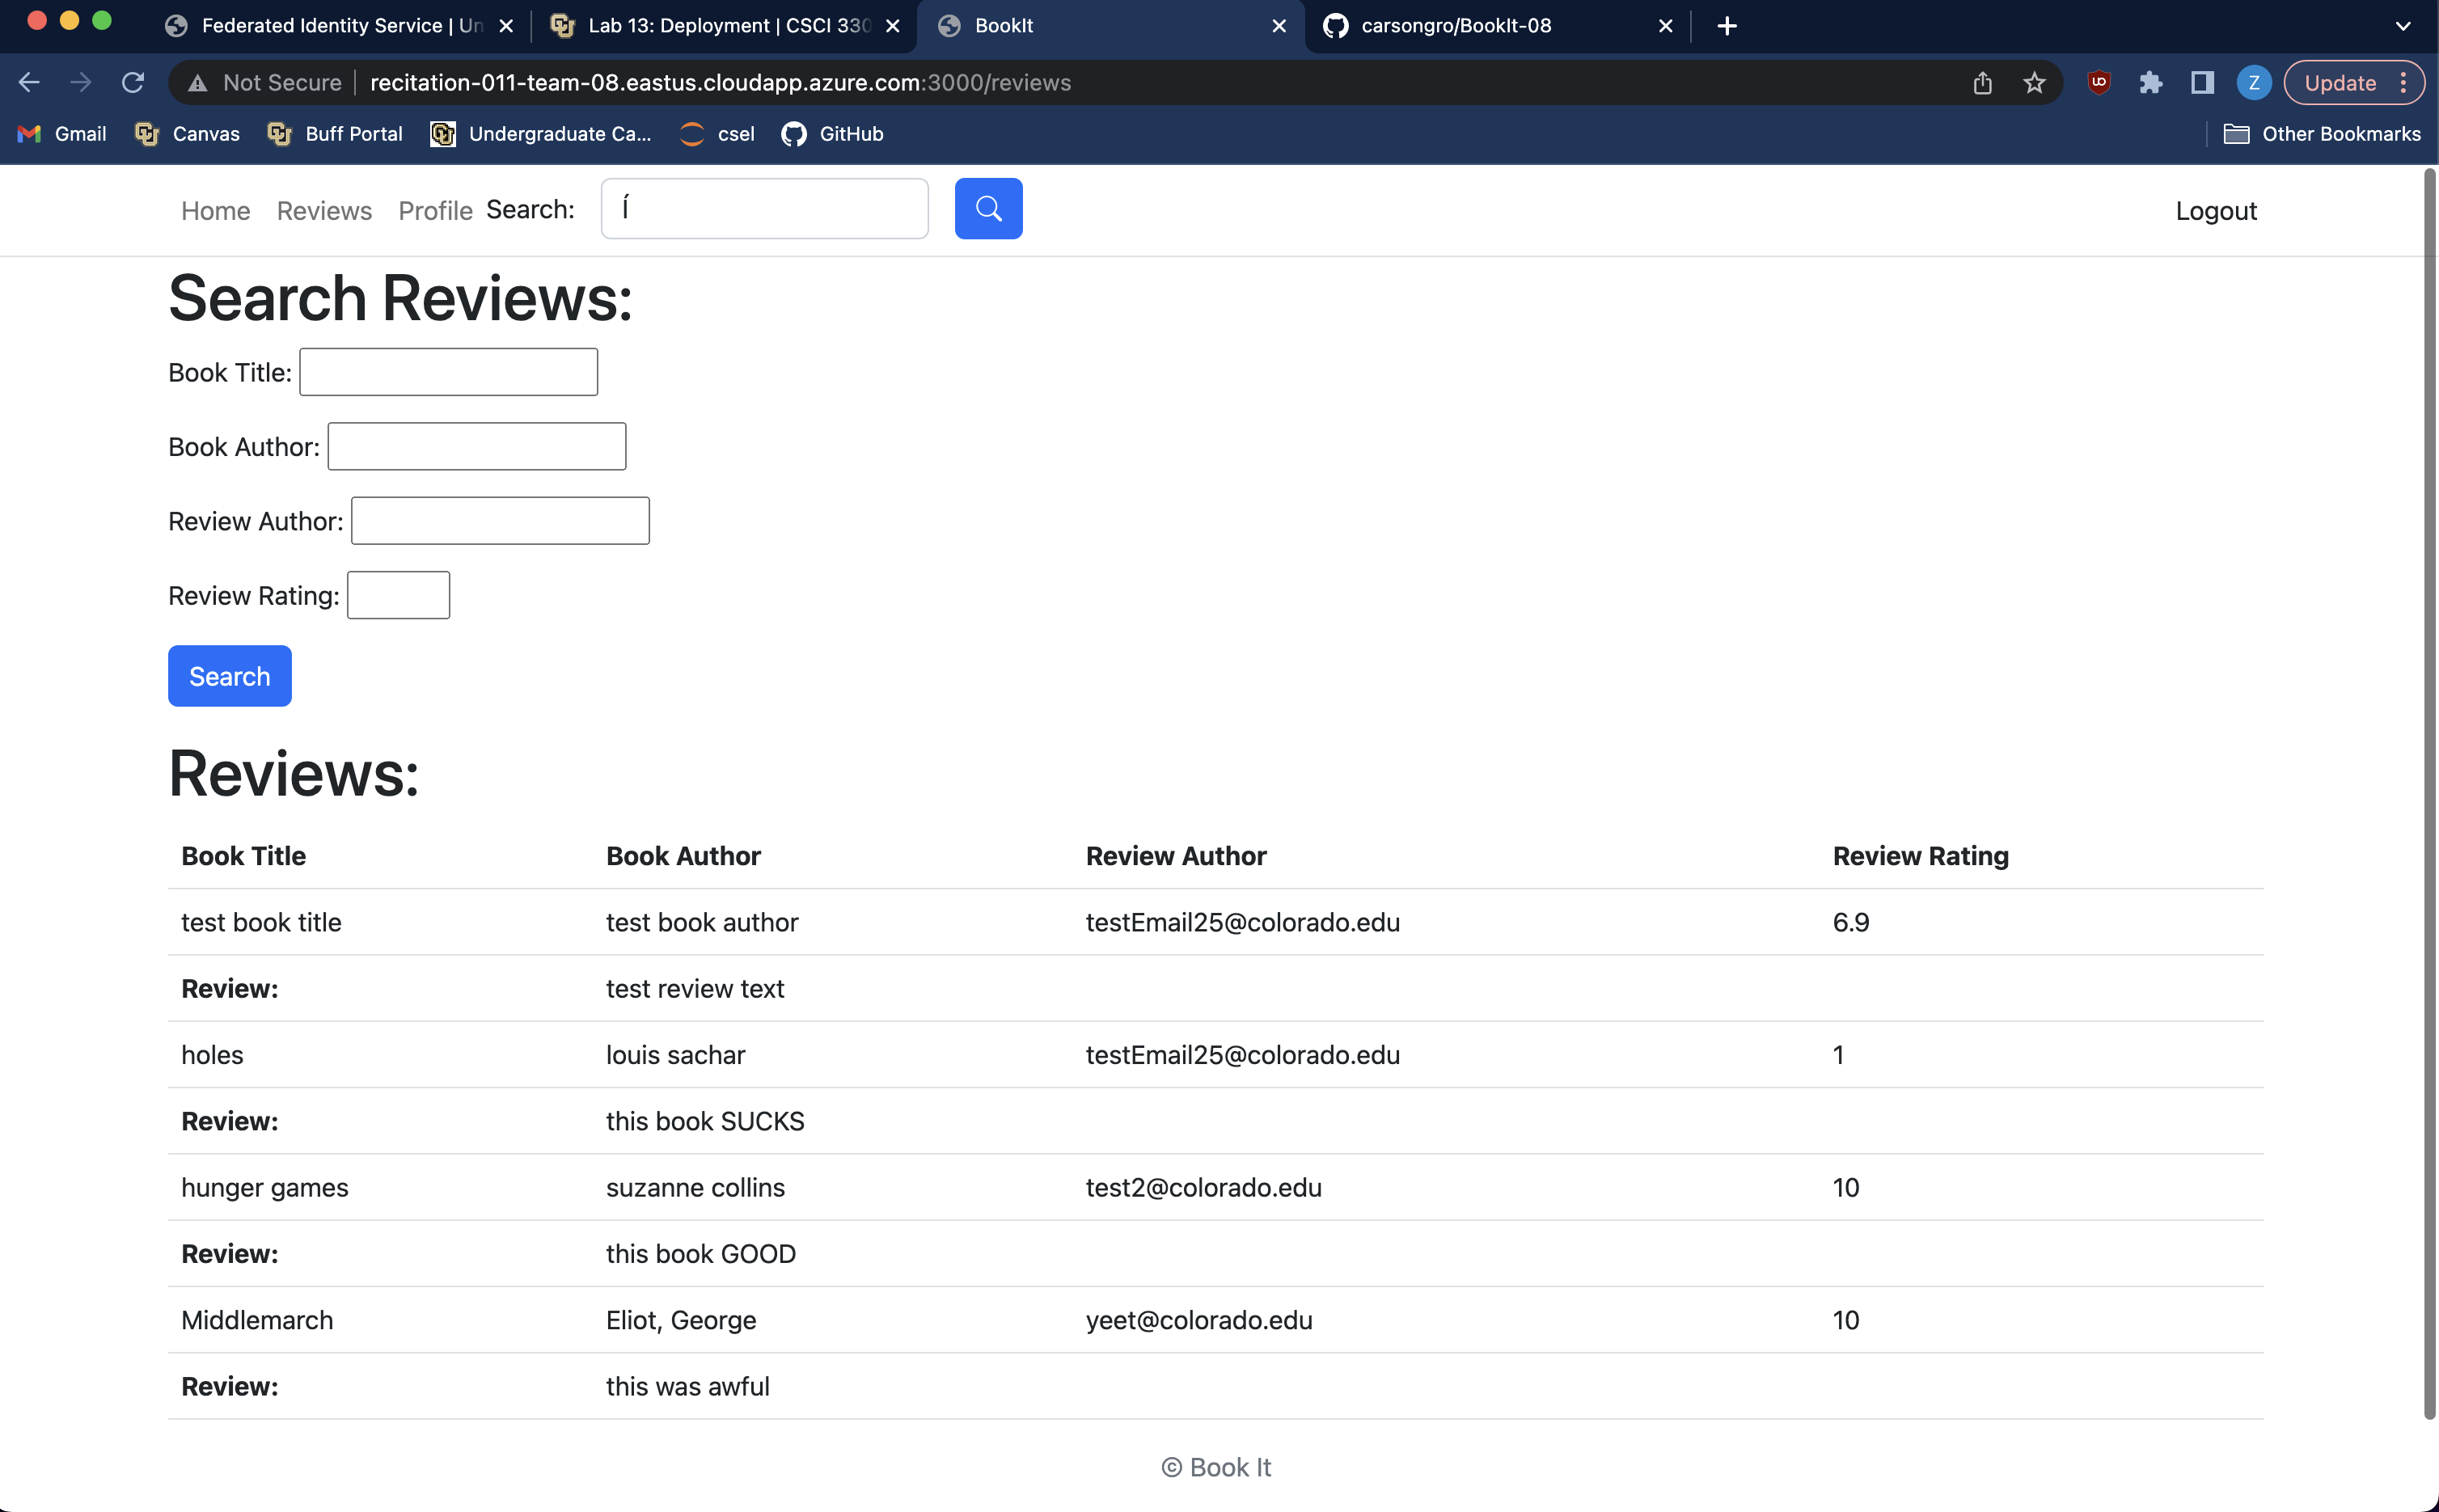 Federated Identity Service | Un
Lab 13: Deployment | CSCI 330
BookIt
carsongro/BookIt-08
Not Secure recitation-011-team-08.eastus.cloudapp.azure.com:3000/reviews
Z
Update
Gmail Canvas Buff Portal Undergraduate Ca... csel GitHub Other Bookmarks
Home Reviews Profile Search: Í Logout
Search Reviews:
Book Title:
Book Author:
Review Author:
Review Rating:
Search
Reviews:
Book Title Book Author Review Author Review Rating
test book title test book author testEmail25@colorado.edu 6.9
Review: test review text
holes louis sachar testEmail25@colorado.edu 1
Review: this book SUCKS
hunger games suzanne collins test2@colorado.edu 10
Review: this book GOOD
Middlemarch Eliot, George yeet@colorado.edu 10
Review: this was awful
© Book It